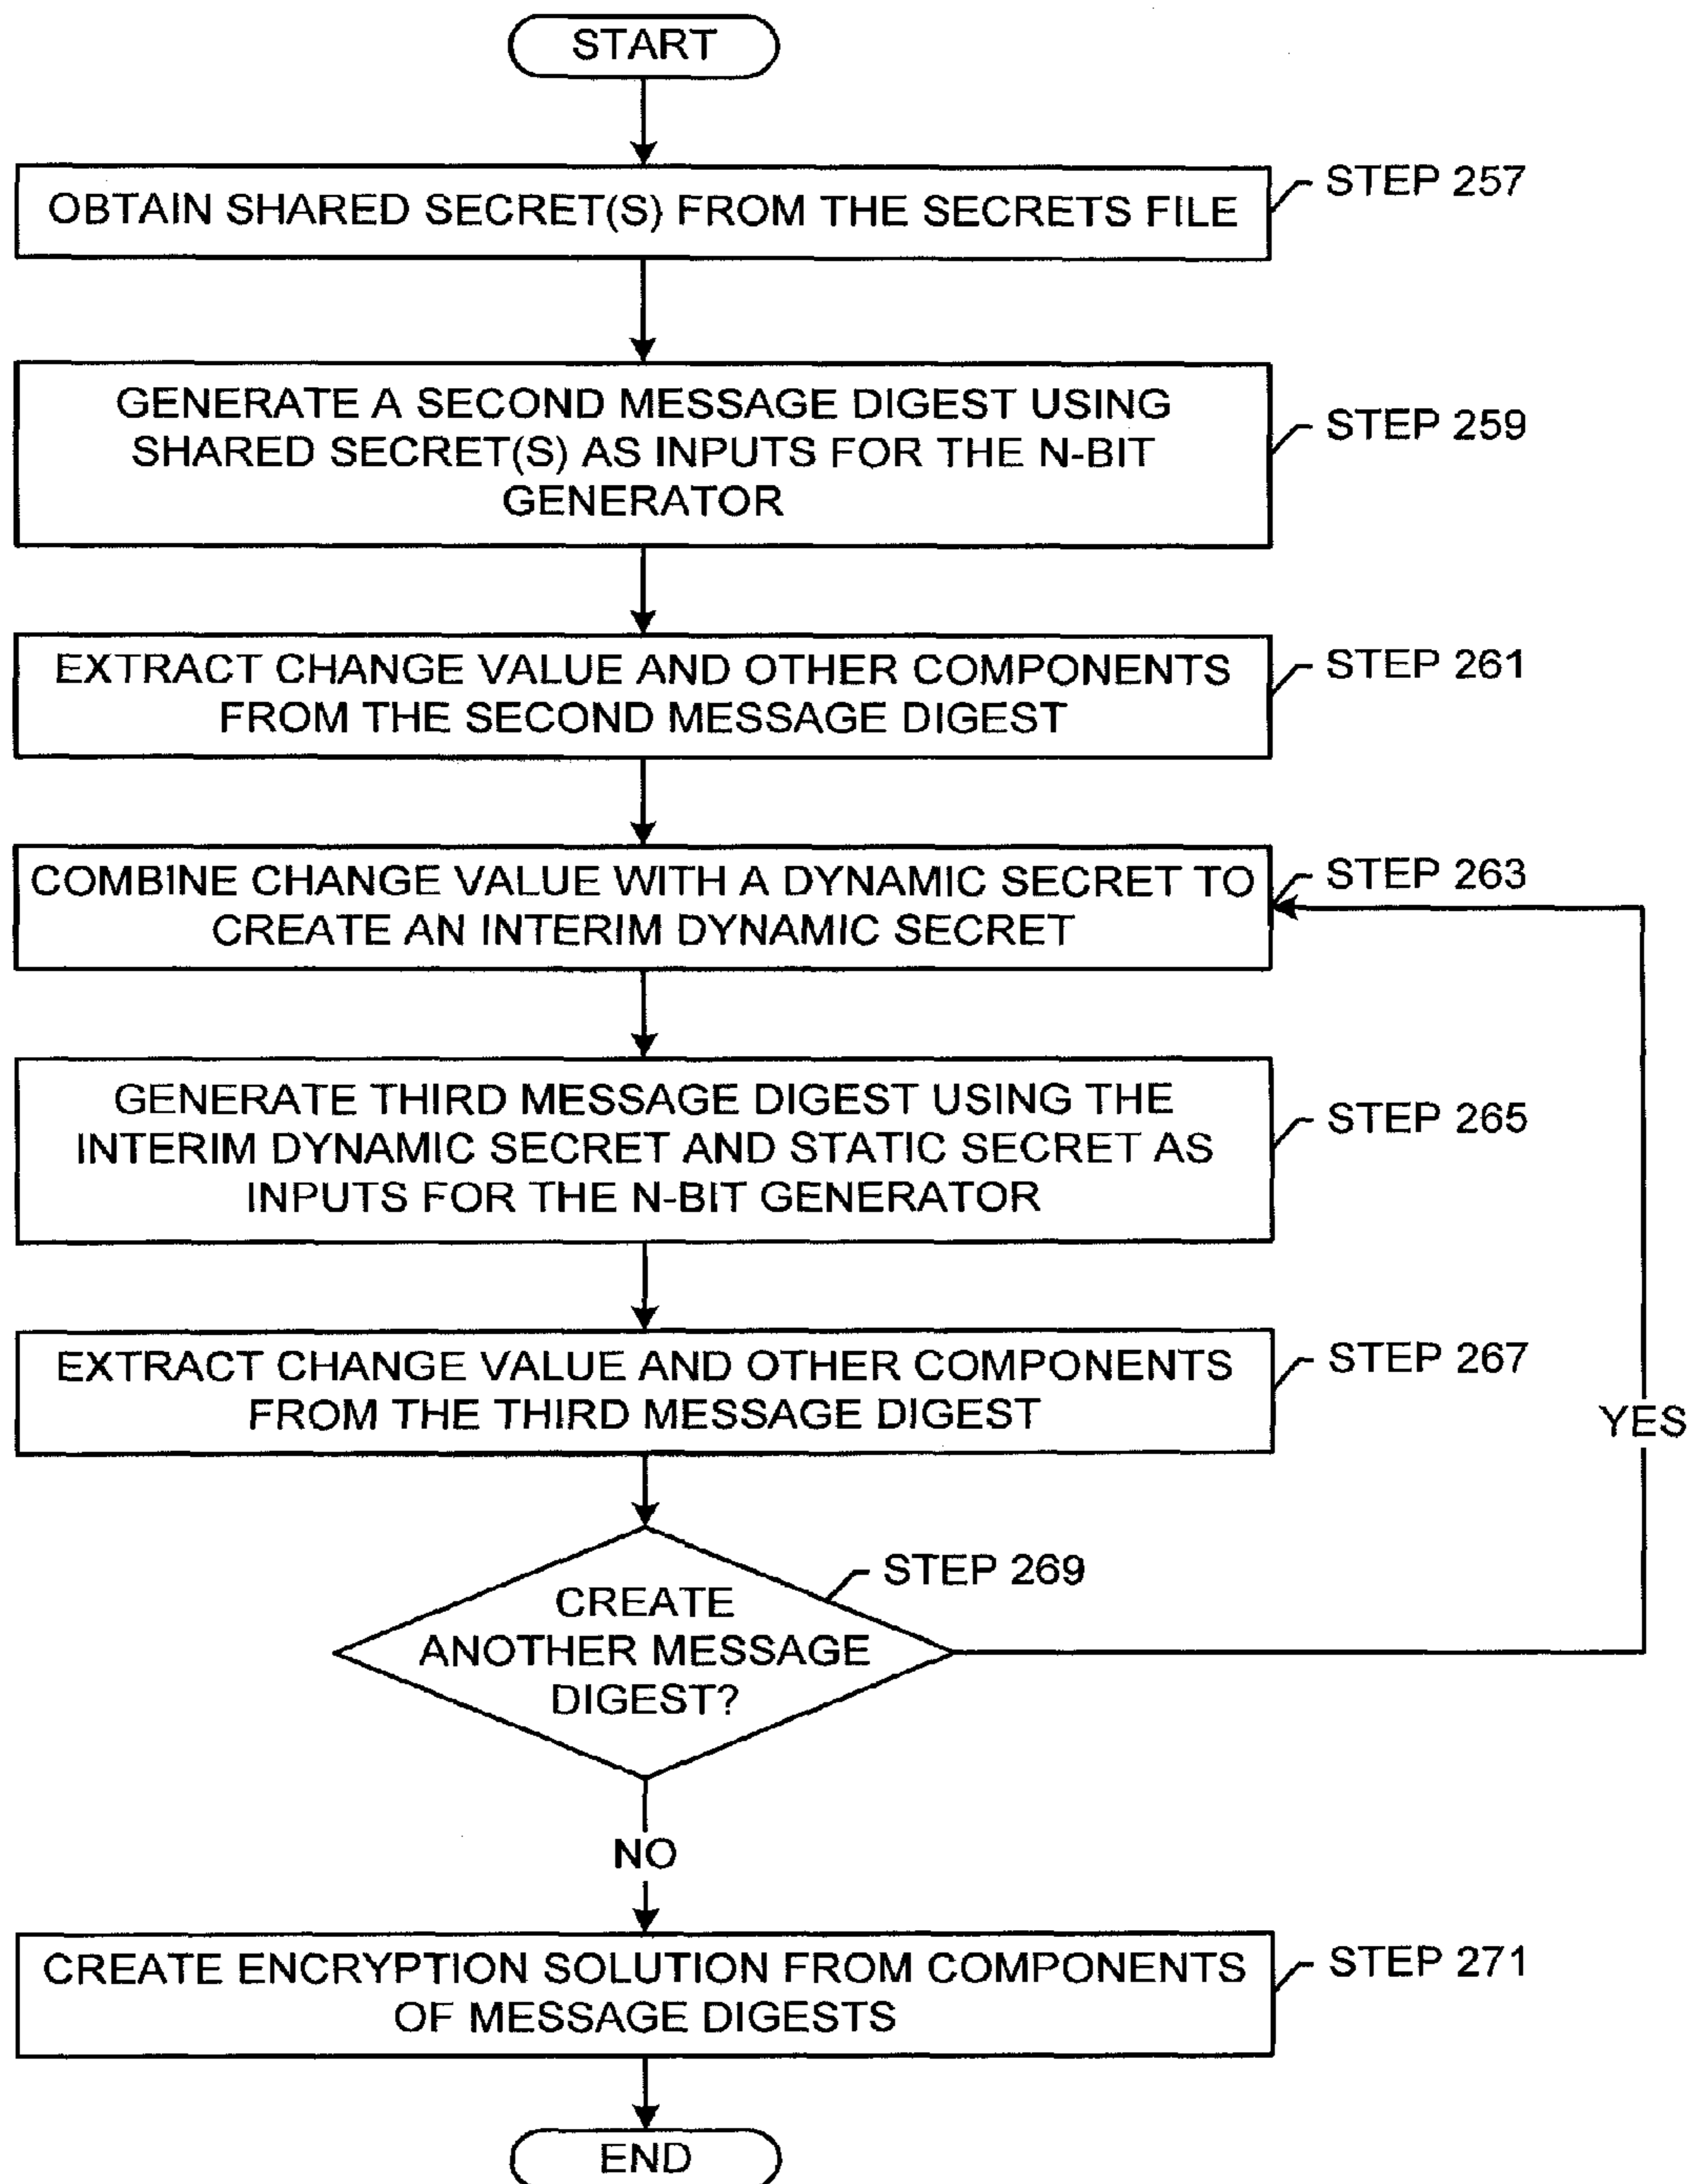 START
OBTAIN SHARED SECRET(S) FROM THE SECRETS FILE
STEP 257
GENERATE A SECOND MESSAGE DIGEST USING
SHARED SECRET(S) AS INPUTS FOR THE N-BIT
GENERATOR
STEP 259
EXTRACT CHANGE VALUE AND OTHER COMPONENTS
FROM THE SECOND MESSAGE DIGEST
STEP 261
COMBINE CHANGE VALUE WITH A DYNAMIC SECRET TO
CREATE AN INTERIM DYNAMIC SECRET
STEP 263
GENERATE THIRD MESSAGE DIGEST USING THE
INTERIM DYNAMIC SECRET AND STATIC SECRET AS
INPUTS FOR THE N-BIT GENERATOR
STEP 265
EXTRACT CHANGE VALUE AND OTHER COMPONENTS
FROM THE THIRD MESSAGE DIGEST
STEP 267
YES
CREATE
ANOTHER MESSAGE
DIGEST?
STEP 269
NO
CREATE ENCRYPTION SOLUTION FROM COMPONENTS
OF MESSAGE DIGESTS
STEP 271
END